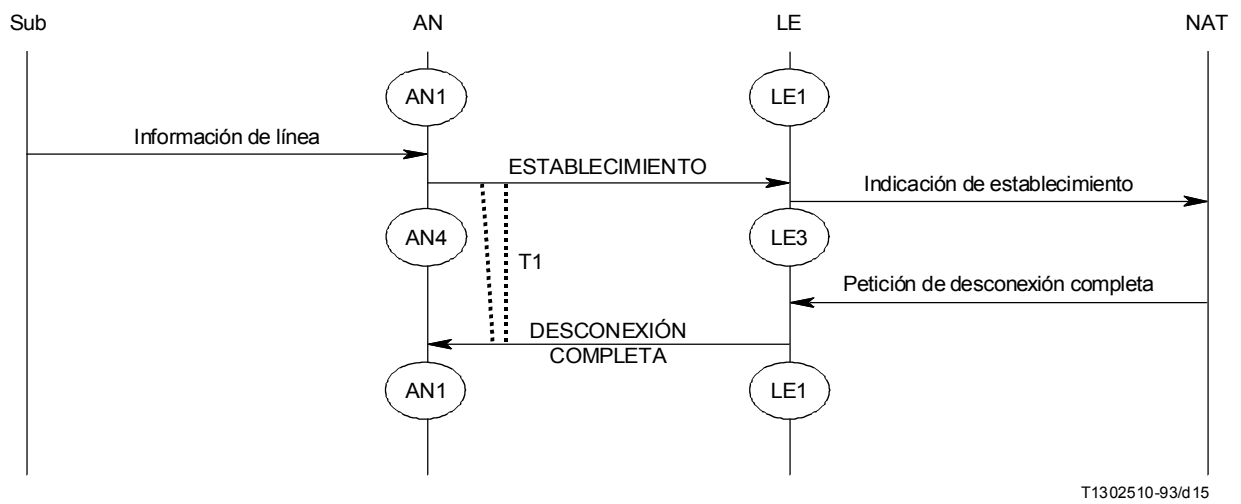 Sub
AN
LE
NAT
AN1
LE1
Información de línea
ESTABLECIMIENTO
Indicación de establecimiento
AN4
LE3
T1
Petición de desconexión completa
DESCONEXIÓN
COMPLETA
AN1
LE1
T1302510-93/d15